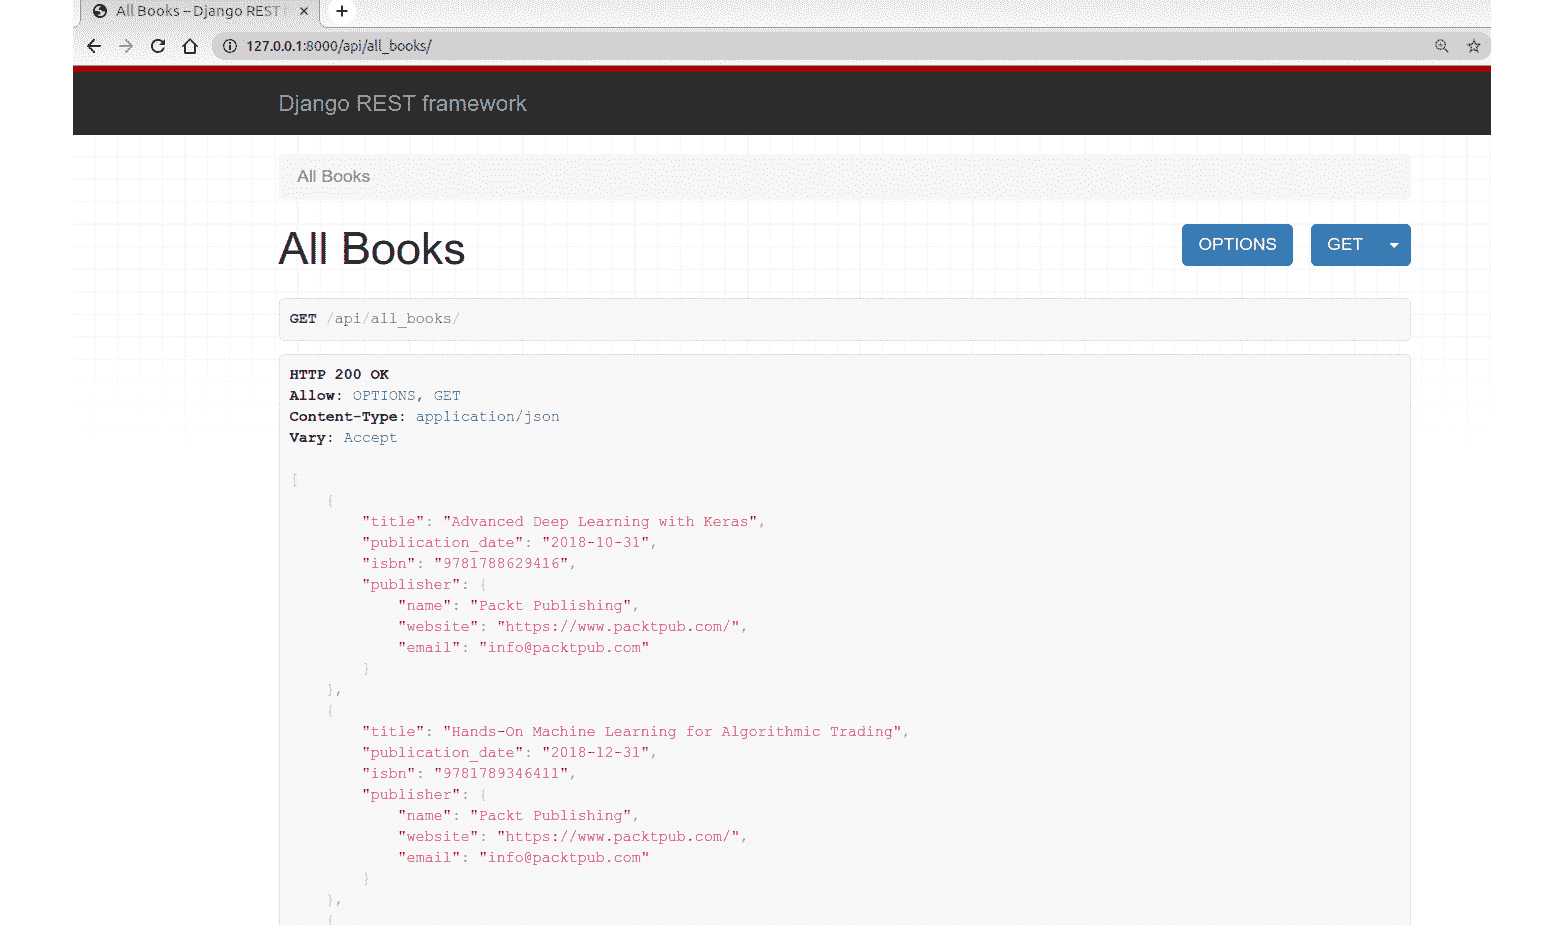 All Books – Django REST
127.0.0.1:8000/api/all_books/
Django REST framework
All Books
All Books
OPTIONS GET
GET /api/all_books/
HTTP 200 OK
Allow: OPTIONS, GET
Content-Type: application/json
Vary: Accept
[
{
"title": "Advanced Deep Learning with Keras",
"publication_date": "2018-10-31",
"isbn": "9781788629416",
"publisher": {
"name": "Packt Publishing",
"website": "https://www.packtpub.com/",
"email": "info@packtpub.com"
}
},
{
"title": "Hands-On Machine Learning for Algorithmic Trading",
"publication_date": "2018-12-31",
"isbn": "9781789346411",
"publisher": {
"name": "Packt Publishing",
"website": "https://www.packtpub.com/",
"email": "info@packtpub.com"
}
},
{